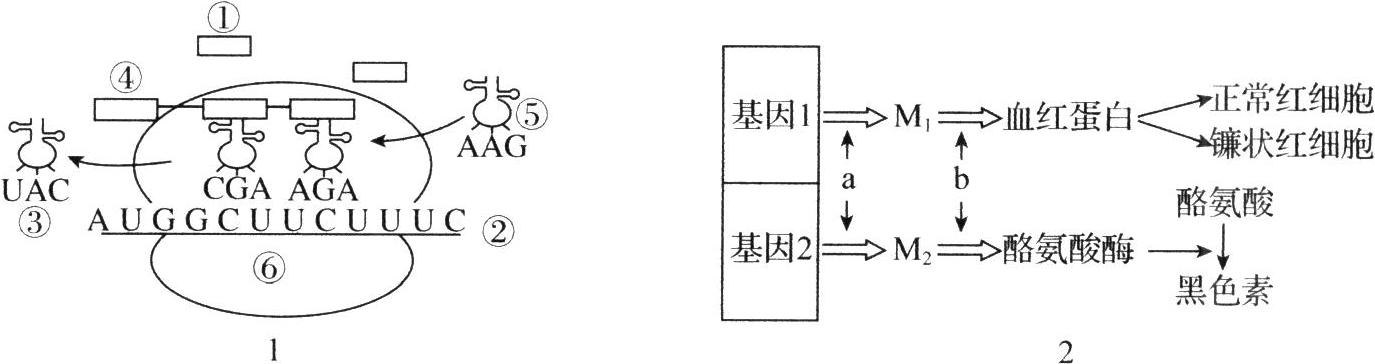 ①
④
⑤
AAG
UAC
③
CGA AGA
AUGGCUUCUUUC ②
⑥
1
基因1
M1
血红蛋白
正常红细胞
镰状红细胞
a
b
酪氨酸
基因2
M2
酪氨酸酶
黑色素
2